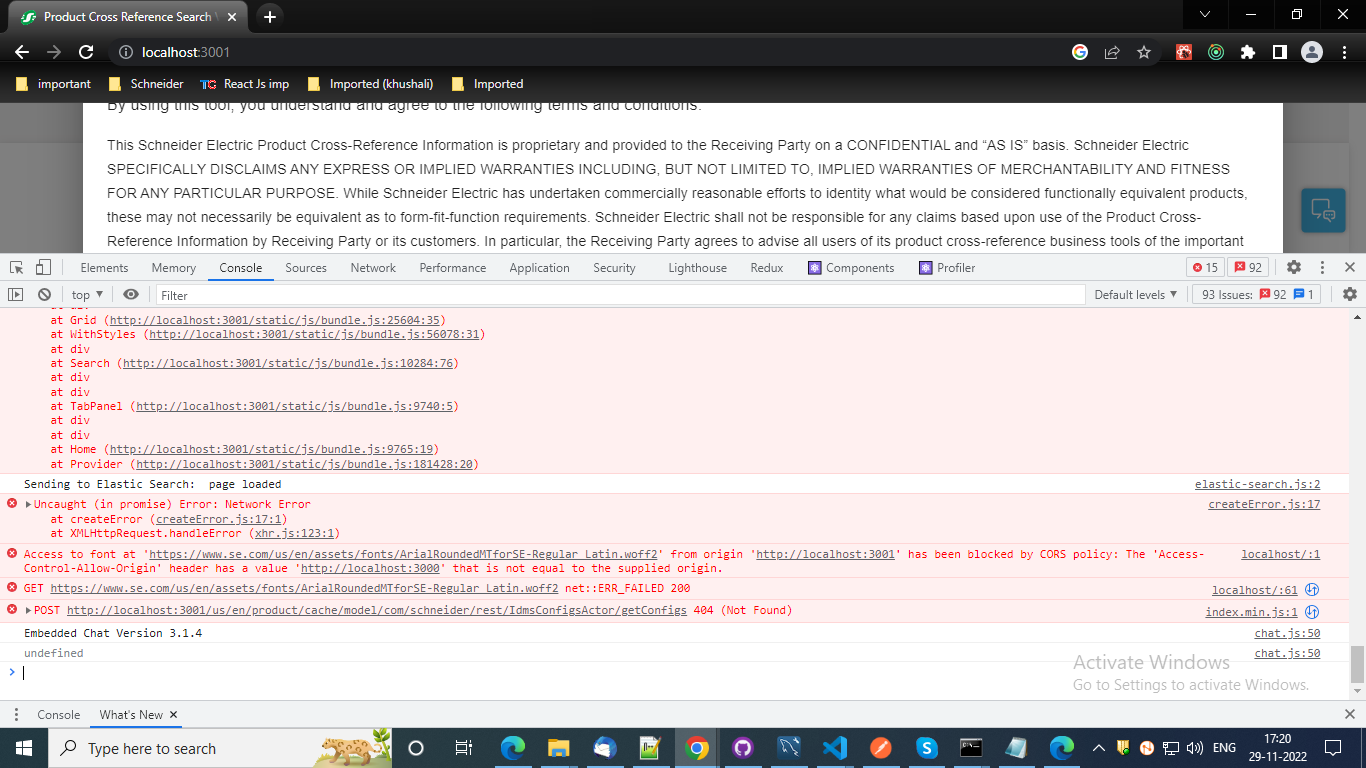 Product Cross Reference Search
localhost:3001
important
Schneider
React Js imp
Imported (khushali)
Imported
By using this tool, you understand and agree to the following terms and conditions.
This Schneider Electric Product Cross-Reference Information is proprietary and provided to the Receiving Party on a CONFIDENTIAL and “AS IS” basis. Schneider Electric
SPECIFICALLY DISCLAIMS ANY EXPRESS OR IMPLIED WARRANTIES INCLUDING, BUT NOT LIMITED TO, IMPLIED WARRANTIES OF MERCHANTABILITY AND FITNESS
FOR ANY PARTICULAR PURPOSE. While Schneider Electric has undertaken commercially reasonable efforts to identity what would be considered functionally equivalent products,
these may not necessarily be equivalent as to form-fit-function requirements. Schneider Electric shall not be responsible for any claims based upon use of the Product Cross-
Reference Information by Receiving Party or its customers. In particular, the Receiving Party agrees to advise all users of its product cross-reference business tools of the important
Elements Memory Console Sources Network Performance Application Security Lighthouse Redux Components Profiler 15 92
top Filter Default levels 93 Issues: 92 1
at Grid (http://localhost:3001/static/js/bundle.js:25604:35)
at WithStyles (http://localhost:3001/static/js/bundle.js:56078:31)
at div
at Search (http://localhost:3001/static/js/bundle.js:10284:76)
at div
at div
at TabPanel (http://localhost:3001/static/js/bundle.js:9740:5)
at div
at div
at Home (http://localhost:3001/static/js/bundle.js:9765:19)
at Provider (http://localhost:3001/static/js/bundle.js:181428:20)
Sending to Elastic Search:  page loaded elastic-search.js:2
Uncaught (in promise) Error: Network Error createError.js:17
at createError (createError.js:17:1)
at XMLHttpRequest.handleError (xhr.js:123:1)
Access to font at 'https://www.se.com/us/en/assets/fonts/ArialRoundedMTforSE-Regular_Latin.woff2' from origin 'http://localhost:3001' has been blocked by CORS policy: The 'Access- localhost/:1
Control-Allow-Origin' header has a value 'http://localhost:3000' that is not equal to the supplied origin.
GET https://www.se.com/us/en/assets/fonts/ArialRoundedMTforSE-Regular_Latin.woff2 net::ERR_FAILED 200 localhost/:61
POST http://localhost:3001/us/en/product/cache/model/com/schneider/rest/IdmsConfigsActor/getConfigs 404 (Not Found) index.min.js:1
Embedded Chat Version 3.1.4 chat.js:50
undefined chat.js:50
Activate Windows
Go to Settings to activate Windows.
Console What's New
Type here to search
ENG
17:20
29-11-2022